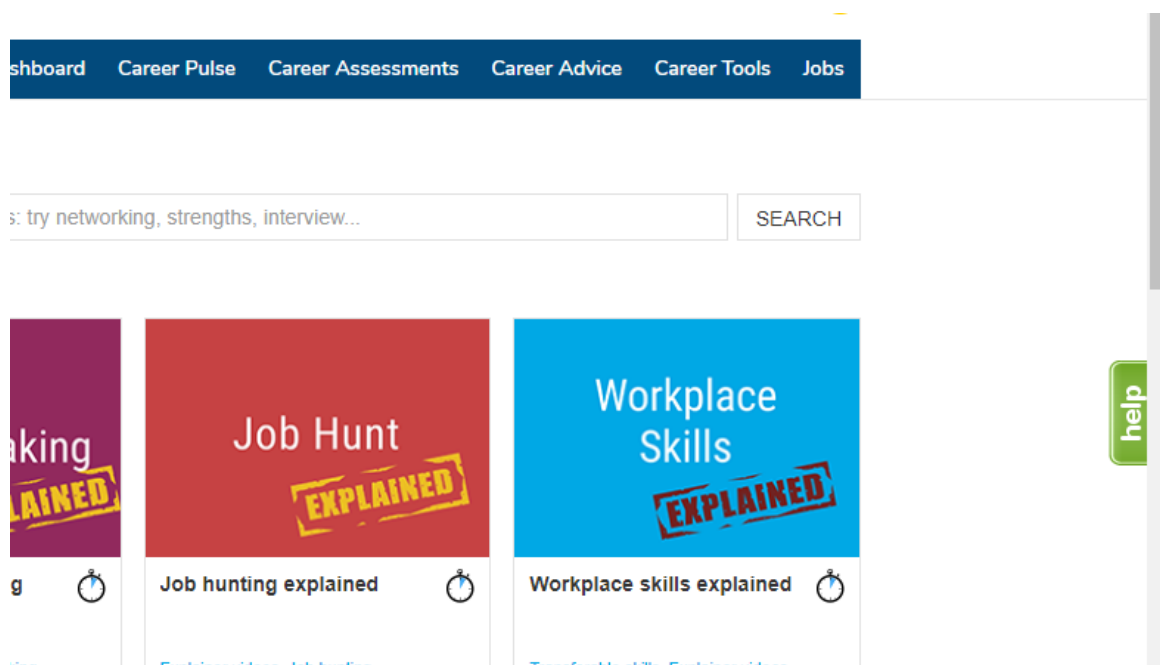 shboard Career Pulse Career Assessments Career Advice Career Tools Jobs
s: try networking, strengths, interview...
SEARCH
aking
LAINED
Job Hunt
EXPLAINED
Workplace
Skills
EXPLAINED
help
g
Job hunting explained
Workplace skills explained